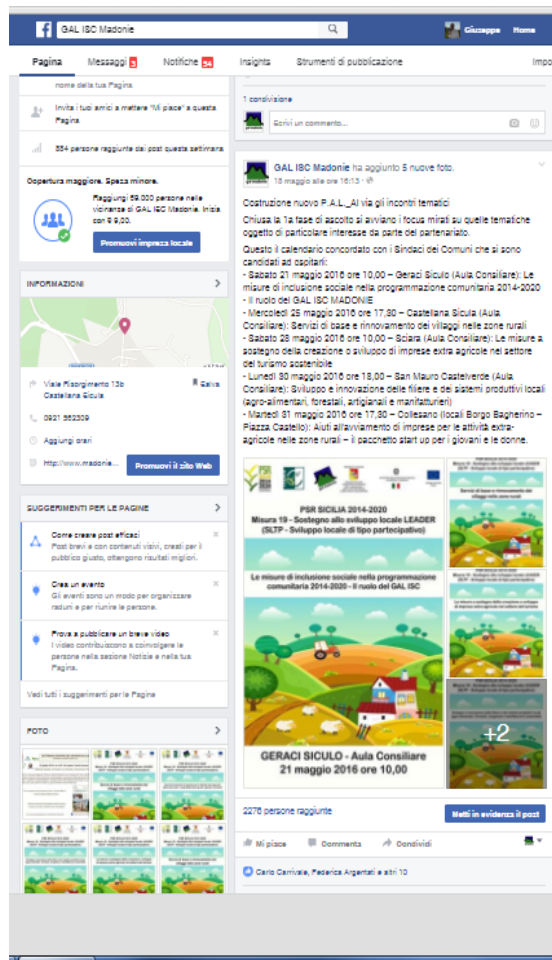 GAL ISC Madonie
Giuseppe Home
Pagina Messaggi 3 Notifiche 54 Insights Strumenti di pubblicazione Impo
nome della tua Pagina.
Invita i tuoi amici a mettere "Mi piace" a questa
Pagina
884 persone raggiunte dai post questa settimana
Copertura maggiore. Spesa minore.
Raggiungi 59.000 persone nelle
vicinanze di GAL ISC Madonie. Inizia
con € 9,00.
Promuovi impresa locale
INFORMAZIONI
Viale Risorgimento 13b
Castellana Sicula
Salva
0921 562309
Aggiungi orari
http://www.madonie...
Promuovi il sito Web
SUGGERIMENTI PER LE PAGINE
Come creare post efficaci
Post brevi e con contenuti visivi, creati per il
pubblico giusto, ottengono risultati migliori.
Crea un evento
Gli eventi sono un modo per organizzare
raduni e per riunire le persone.
Prova a pubblicare un breve video
I video contribuiscono a coinvolgere le
persone nella sezione Notizie e nella tua
Pagina.
Vedi tutti i suggerimenti per le Pagine
FOTO
1 condivisione
Scrivi un commento...
GAL ISC Madonie ha aggiunto 5 nuove foto.
18 maggio alle ore 16:13
Costruzione nuovo P.A.L._Al via gli incontri tematici
Chiusa la 1a fase di ascolto si avviano i focus mirati su quelle tematiche
oggetto di particolare interesse da parte del partenariato.
Questo il calendario concordato con i Sindaci dei Comuni che si sono
candidati ad ospitarli:
- Sabato 21 maggio 2016 ore 10,00 – Geraci Siculo (Aula Consiliare): Le
misure di inclusione sociale nella programmazione comunitaria 2014-2020
- Il ruolo del GAL ISC MADONIE
- Mercoledì 25 maggio 2016 ore 17,30 – Castellana Sicula (Aula
Consiliare): Servizi di base e rinnovamento dei villaggi nelle zone rurali
- Sabato 28 maggio 2016 ore 10,00 – Sciara (Aula Consiliare): Le misure a
sostegno della creazione o sviluppo di imprese extra agricole nel settore
del turismo sostenibile
- Lunedì 30 maggio 2016 ore 18,00 – San Mauro Castelverde (Aula
Consiliare): Sviluppo e innovazione delle filiere e dei sistemi produttivi locali
(agro-alimentari, forestali, artigianali e manifatturieri)
- Martedì 31 maggio 2016 ore 17,30 – Collesano (locali Borgo Bagherino –
Piazza Castello): Aiuti all'avviamento di imprese per le attività extra-
agricole nelle zone rurali – il pacchetto start up per i giovani e le donne.
PSR SICILIA 2014-2020
Misura 19 - Sostegno allo sviluppo locale LEADER
(SLTP - Sviluppo locale di tipo partecipativo)
Le misure di inclusione sociale nella programmazione
comunitaria 2014-2020 - Il ruolo del GAL ISC
GERACI SICULO - Aula Consiliare
21 maggio 2016 ore 10,00
+2
2276 persone raggiunte
Metti in evidenza il post
Mi piace Commenta Condividi
Carlo Carrivale, Federica Argentati e altri 10